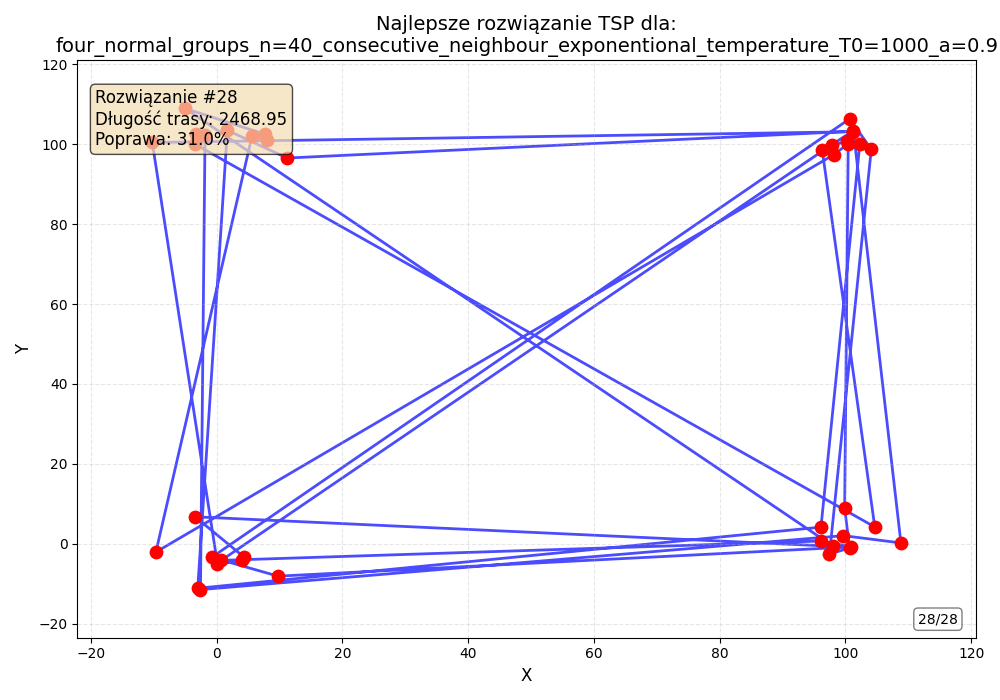 Najlepsze rozwiązanie TSP dla:
four_normal_groups_n=40_consecutive_neighbour_exponentional_temperature_T0=1000_a=0.9
Rozwiązanie #28
Długość trasy: 2468.95
Poprawa: 31.0%
120
100
80
60
40
20
0
−20
Y
−20
0
20
40
60
80
100
120
X
28/28